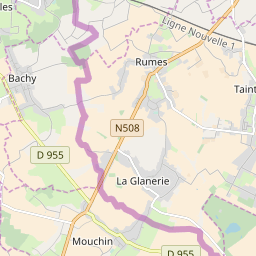 les
Ligne Nouvelle 1
Rumes
Bachy
Taint
N508
D 955
La Glanerie
Mouchin
D 955